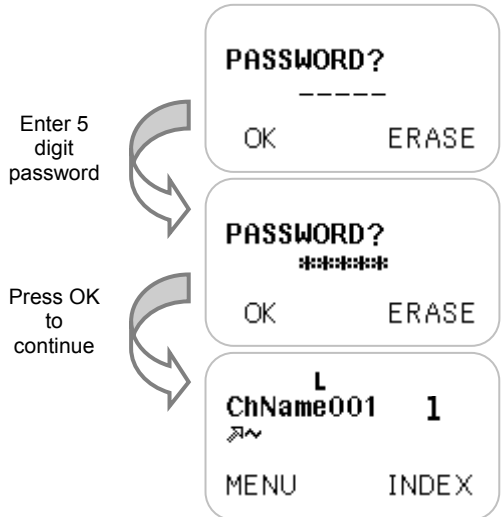 PASSWORD?
-----
OK ERASE
Enter 5
digit
password
PASSWORD?
*****
OK ERASE
Press OK
to
continue
L
ChName001 1
MENU INDEX